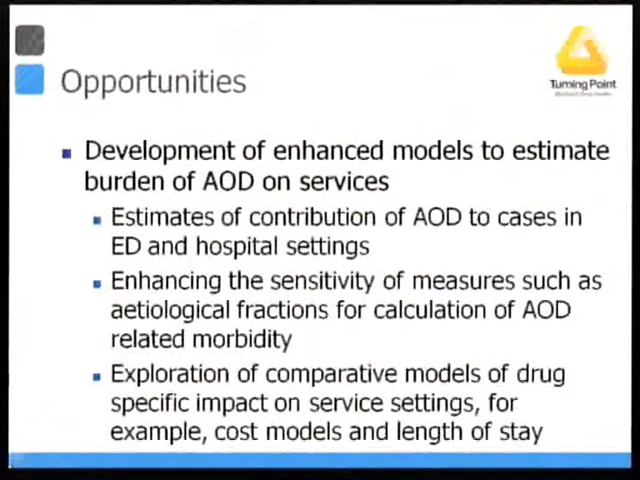 Opportunities
Turning Point
Development of enhanced models to estimate
burden of AOD on services
Estimates of contribution of AOD to cases in
ED and hospital settings
Enhancing the sensitivity of measures such as
aetiological fractions for calculation of AOD
related morbidity
Exploration of comparative models of drug
specific impact on service settings, for
example, cost models and length of stay